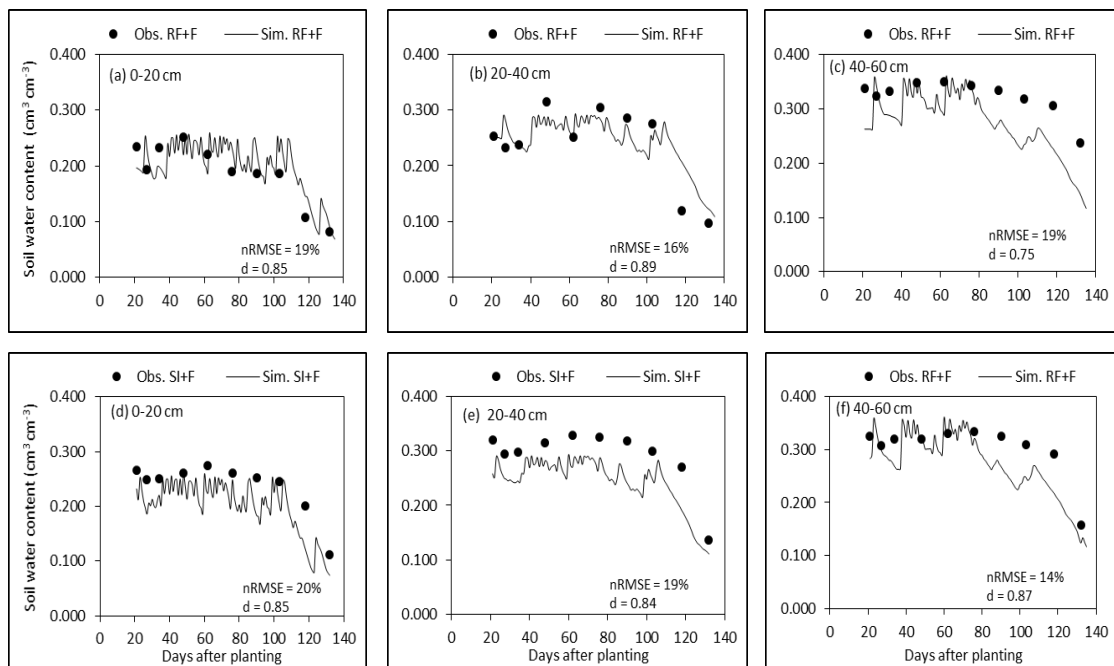 Obs. RF+F Sim. RF+F
(a) 0-20 cm
Soil water content (cm3 cm-3)
0.400
0.300
0.200
0.100
0.000
nRMSE = 19%
d = 0.85
0 20 40 60 80 100 120 140
Obs. RF+F Sim. RF+F
(b) 20-40 cm
0.400
0.300
0.200
0.100
0.000
nRMSE = 16%
d = 0.89
0 20 40 60 80 100 120 140
Obs. RF+F Sim. RF+F
(c) 40-60 cm
0.400
0.300
0.200
0.100
0.000
nRMSE = 19%
d = 0.75
0 20 40 60 80 100 120 140
Obs. SI+F Sim. SI+F
(d) 0-20 cm
Soil water content (cm3 cm-3)
0.400
0.300
0.200
0.100
0.000
nRMSE = 20%
d = 0.85
0 20 40 60 80 100 120 140
Days after planting
Obs. SI+F Sim. SI+F
(e) 20-40 cm
0.400
0.300
0.200
0.100
0.000
nRMSE = 19%
d = 0.84
0 20 40 60 80 100 120 140
Days after planting
Obs. RF+F Sim. RF+F
(f) 40-60 cm
0.400
0.300
0.200
0.100
0.000
nRMSE = 14%
d = 0.87
0 20 40 60 80 100 120 140
Days after planting